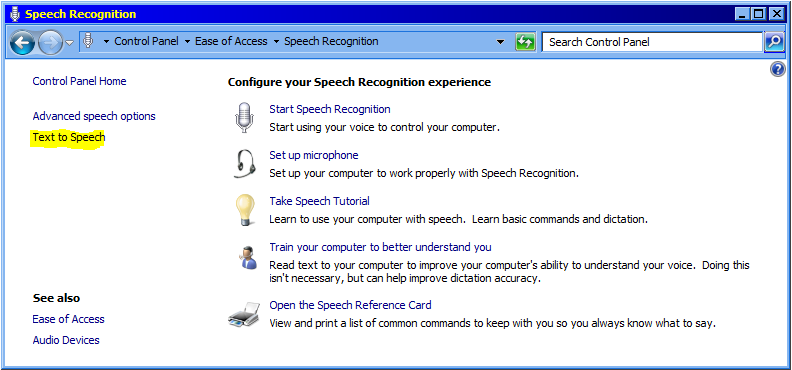 Speech Recognition
Control Panel Ease of Access Speech Recognition
Search Control Panel
Control Panel Home
Advanced speech options
Text to Speech
Configure your Speech Recognition experience
Start Speech Recognition
Start using your voice to control your computer.
Set up microphone
Set up your computer to work properly with Speech Recognition.
Take Speech Tutorial
Learn to use your computer with speech. Learn basic commands and dictation.
Train your computer to better understand you
Read text to your computer to improve your computer's ability to understand your voice. Doing this
isn't necessary, but can help improve dictation accuracy.
Open the Speech Reference Card
View and print a list of common commands to keep with you so you always know what to say.
See also
Ease of Access
Audio Devices